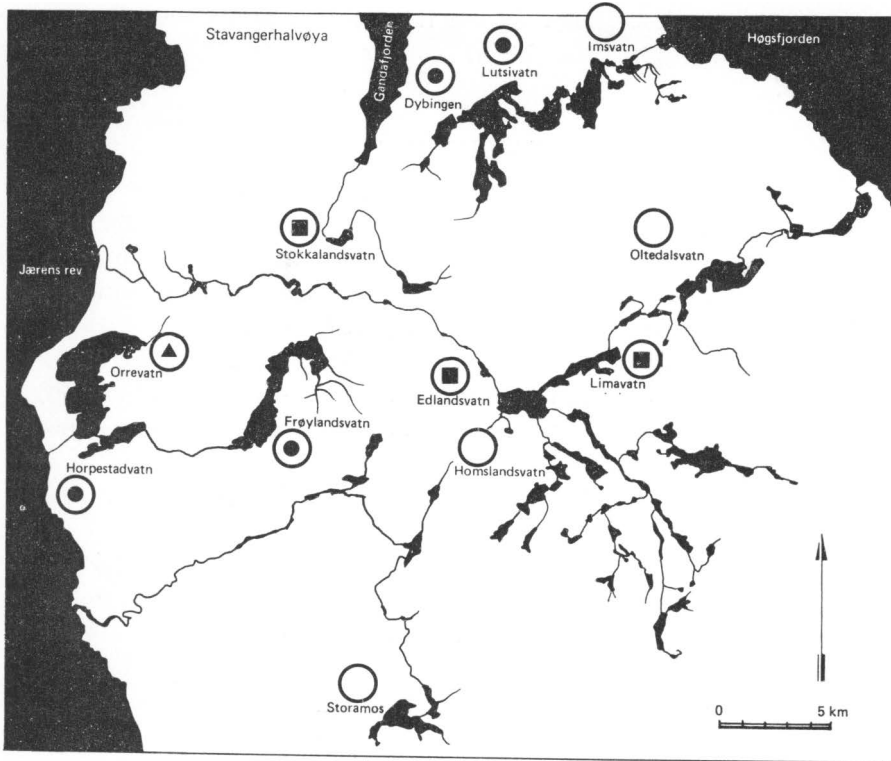 Stavangerhalvøya
Gandafjorden
Imsvatn
Høgsfjorden
Lutsivatn
Dybingen
Stokkalandsvatn
Oltedalsvatn
Jærens rev
Orrevatn
Edlandsvatn
Limavatn
Frøylandsvatn
Homslandsvatn
Horpestadvatn
Storamos
0 5 km